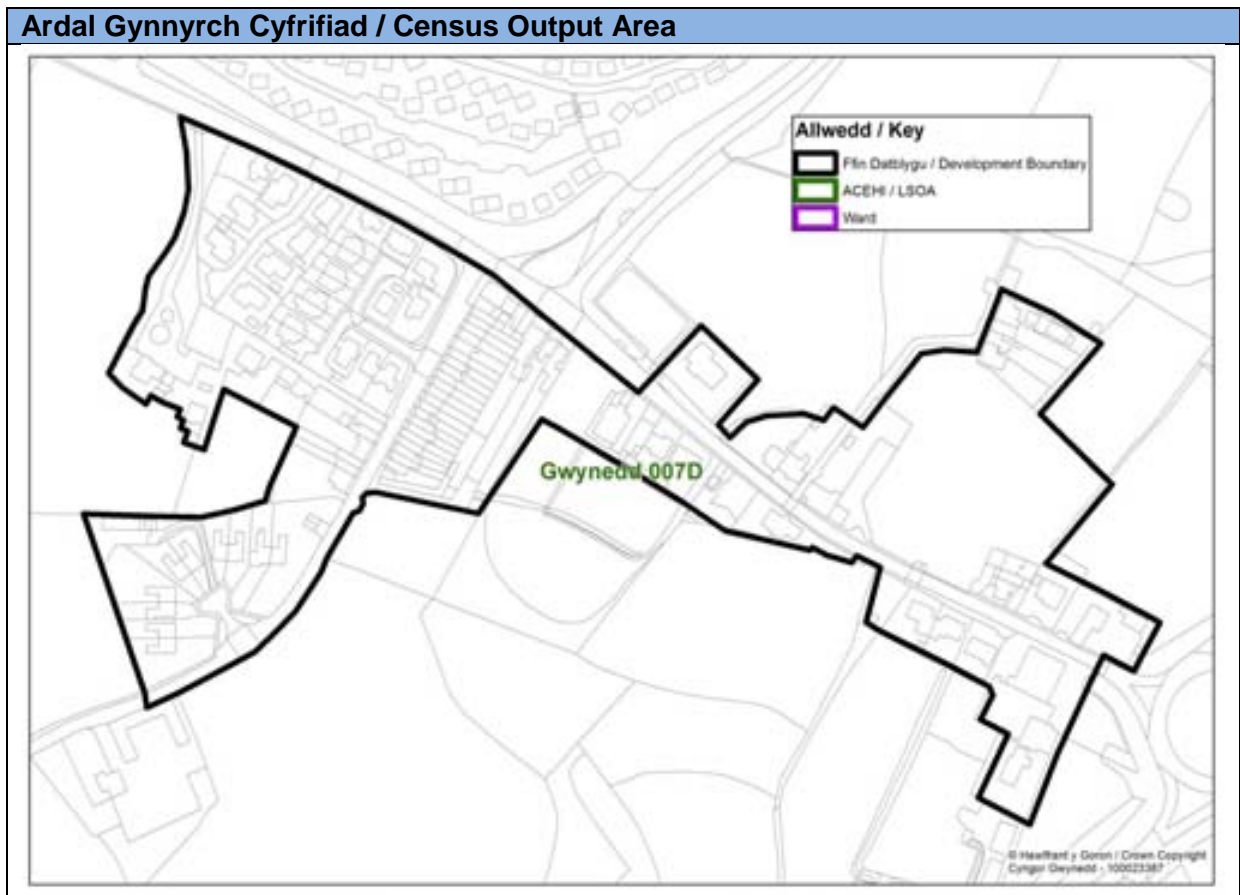 Ardal Gynnyrch Cyfrifiad / Census Output Area
Allwedd / Key
Ffin Datblygu / Development Boundary
ACEHI / LSOA
Ward
Gwynedd 007D
© Hawlfraint y Goron / Crown Copyright
Cyngor Gwynedd - 100023387